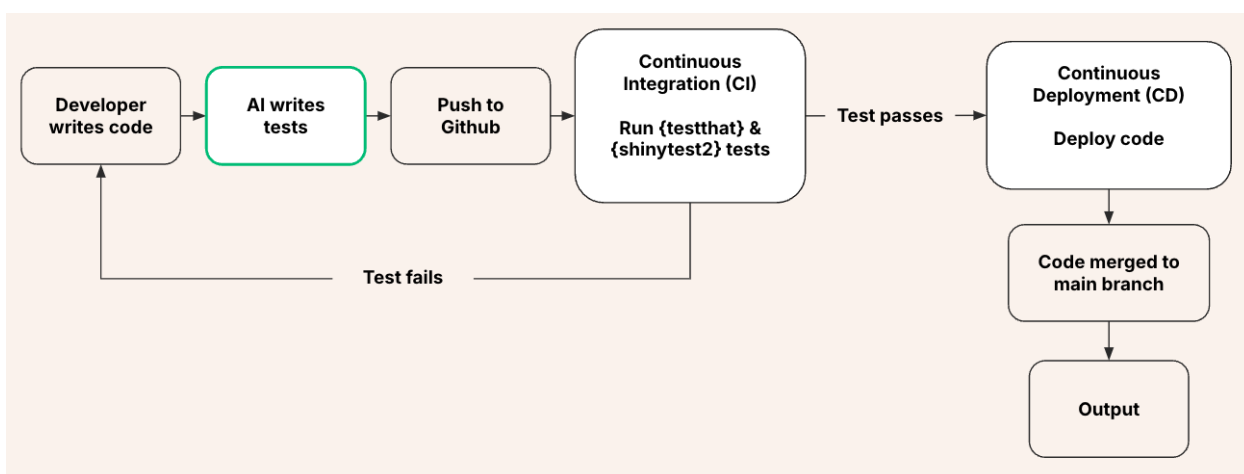 Developer
writes code
AI writes
tests
Push to
Github
Continuous
Integration (CI)
Run {testthat} &
{shinytest2} tests
Test passes
Continuous
Deployment (CD)
Deploy code
Test fails
Code merged to
main branch
Output